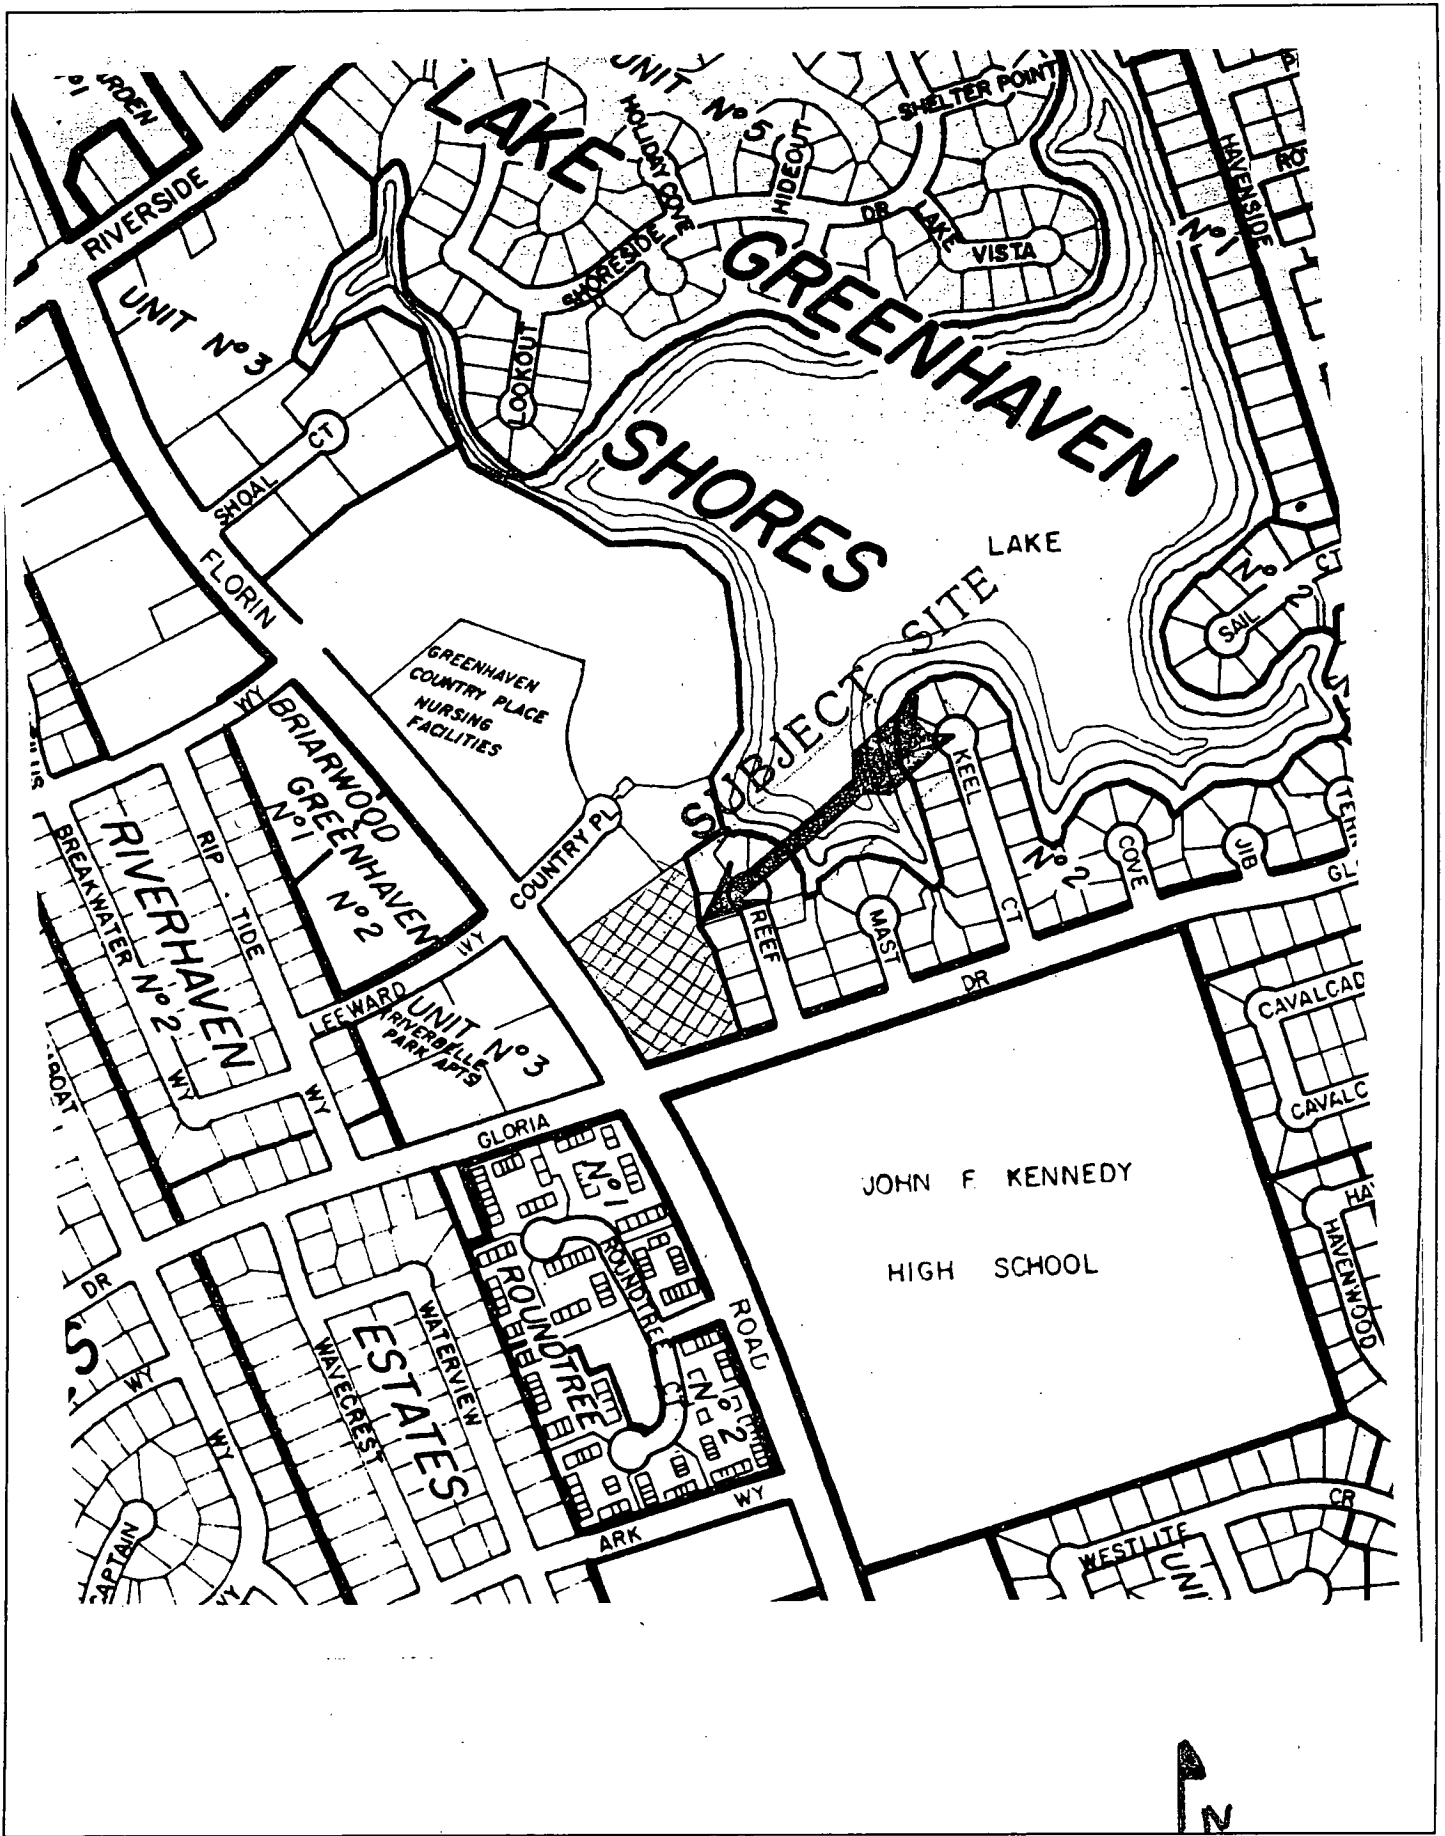 GARDEN
RIVERSIDE
UNIT Nº 3
LAKE
UNIT Nº 5
HOLIDAY COVE
HIDEOUT
SHELTER POINT
SHORESIDE
DR
LAKE
VISTA
HAVENSIDE
Nº 1
LOOKOUT
GREENHAVEN
SHORES
SHOAL
CT
FLORIN
LAKE
SUBJECT SITE
Nº 2
SAIL
CT
GREENHAVEN
COUNTRY PLACE
NURSING
FACILITIES
WY
BRIARWOOD
GREENHAVEN
Nº 1
Nº 2
COUNTRY PL
KEEL
CT
Nº 2
COVE
JIB
GL
REEF
MAST
DR
RIVERHAVEN
Nº 2
BREAKWATER
WY
RIP TIDE
WY
LEEWARD
WY
UNIT Nº 3
(RIVERBELLE
PARK APTS)
CAVALCAD
CAVALC
GLORIA
DR
Nº 1
ROUNDTREE
ROUNDTREE
CT
Nº 2
ROAD
JOHN F KENNEDY
HIGH SCHOOL
HAVENWOOD
ESTATES
WATERVIEW
WAVECREST
WY
WY
WY
CAPTAIN
ARK
WY
WESTLITE
CR
UNI
N